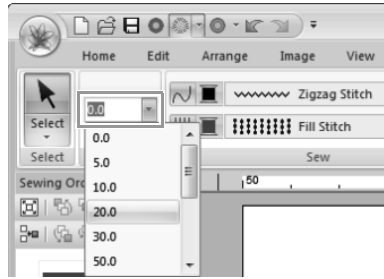 Home Edit Arrange Image View
0.0 Zigzag Stitch
Select Fill Stitch
Select Sew
0.0
5.0
10.0
20.0
30.0
50.0
Sewing Orc
50